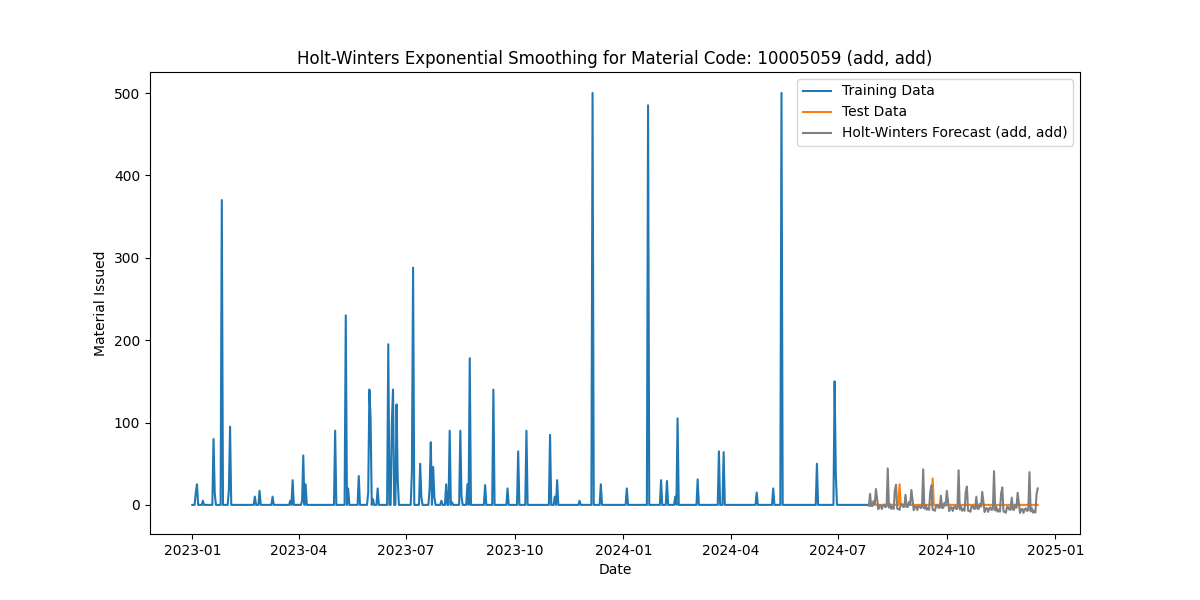 Holt-Winters Exponential Smoothing for Material Code: 10005059 (add, add)
Training Data
Test Data
Holt-Winters Forecast (add, add)
Material Issued
500
400
300
200
100
0
2023-01
2023-04
2023-07
2023-10
2024-01
2024-04
2024-07
2024-10
2025-01
Date